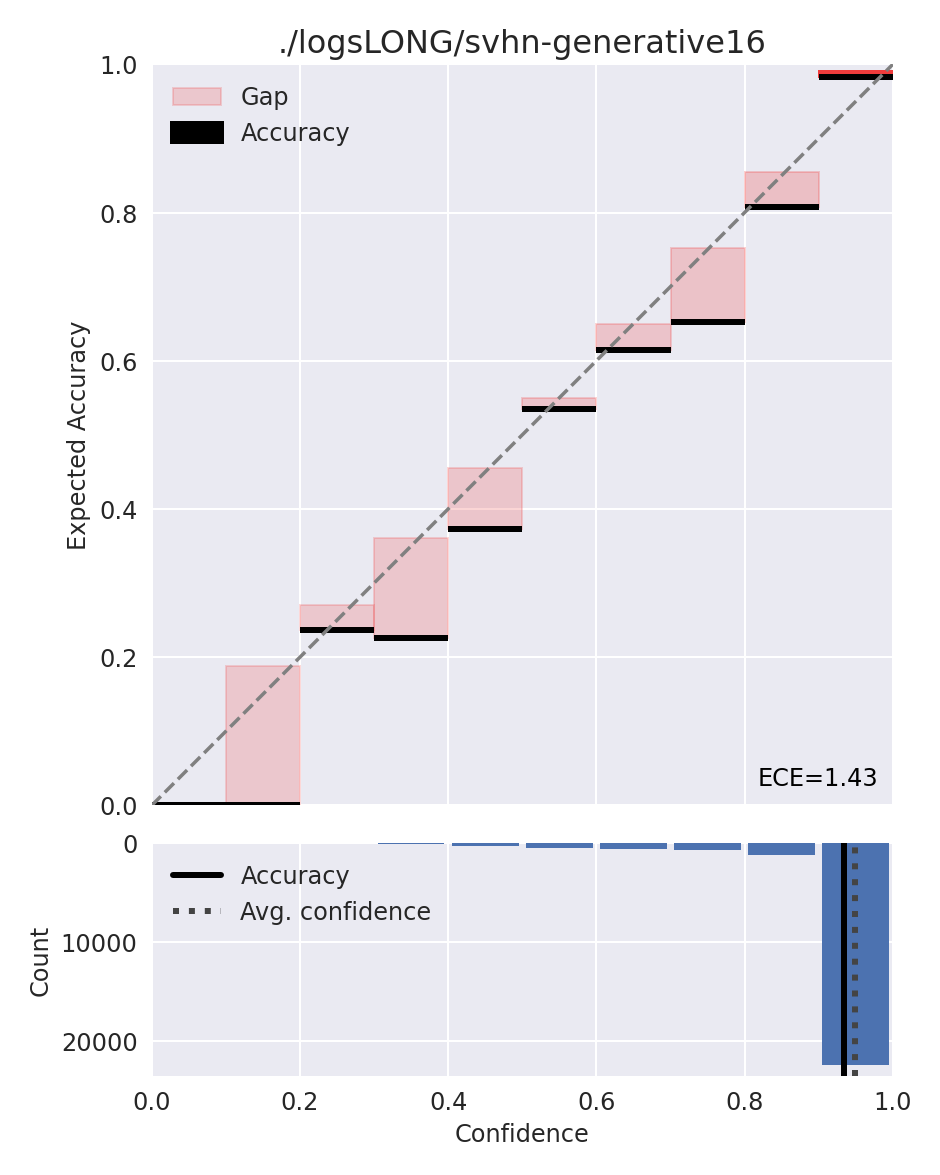 ./logsLONG/svhn-generative16
1.0
Gap
Accuracy
0.8
0.6
Expected Accuracy
0.4
0.2
ECE=1.43
0.0
0
Accuracy
Avg. confidence
10000
Count
20000
0.0 0.2 0.4 0.6 0.8 1.0
Confidence